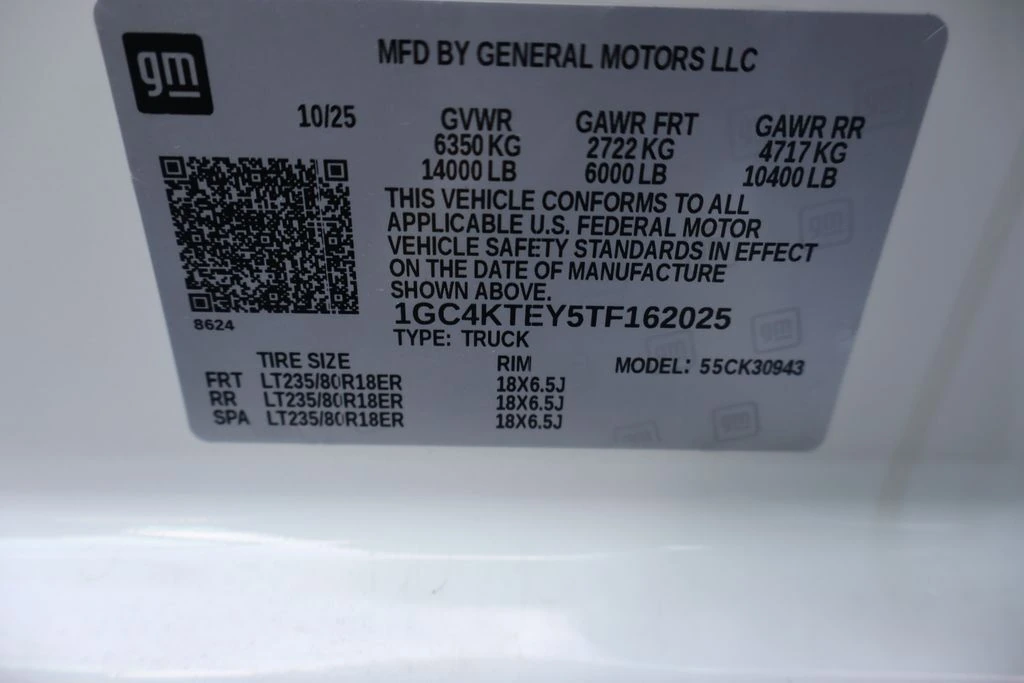 gm
MFD BY GENERAL MOTORS LLC
10/25 GVWR GAWR FRT GAWR RR
6350 KG 2722 KG 4717 KG
14000 LB 6000 LB 10400 LB
THIS VEHICLE CONFORMS TO ALL
APPLICABLE U.S. FEDERAL MOTOR
VEHICLE SAFETY STANDARDS IN EFFECT
ON THE DATE OF MANUFACTURE
SHOWN ABOVE.
8624
1GC4KTEY5TF162025
TYPE: TRUCK
TIRE SIZE RIM MODEL: 55CK30943
FRT LT235/80R18ER 18X6.5J
RR LT235/80R18ER 18X6.5J
SPA LT235/80R18ER 18X6.5J